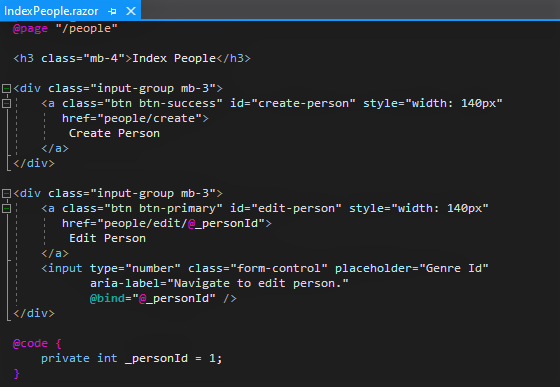 IndexPeople.razor
@page "/people"
<h3 class="mb-4">Index People</h3>
<div class="input-group mb-3">
<a class="btn btn-success" id="create-person" style="width: 140px"
href="people/create">
Create Person
</a>
</div>
<div class="input-group mb-3">
<a class="btn btn-primary" id="edit-person" style="width: 140px"
href="people/edit/@_personId">
Edit Person
</a>
<input type="number" class="form-control" placeholder="Genre Id"
aria-label="Navigate to edit person."
@bind="@_personId" />
</div>
@code {
private int _personId = 1;
}